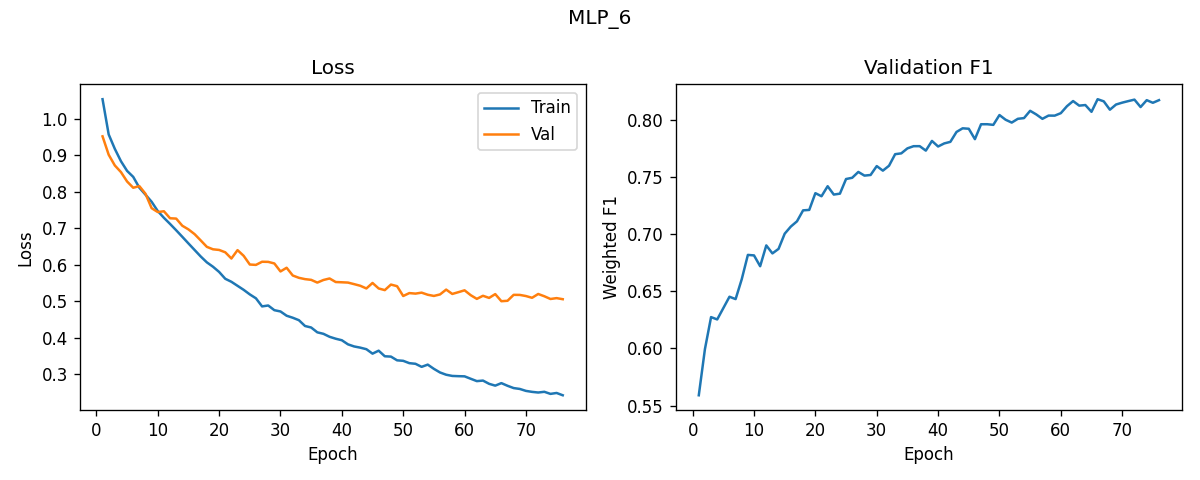 MLP_6
Loss
Train
Val
1.0
0.9
0.8
0.7
0.6
0.5
0.4
0.3
Loss
0 10 20 30 40 50 60 70
Epoch
Validation F1
0.80
0.75
0.70
0.65
0.60
0.55
Weighted F1
0 10 20 30 40 50 60 70
Epoch